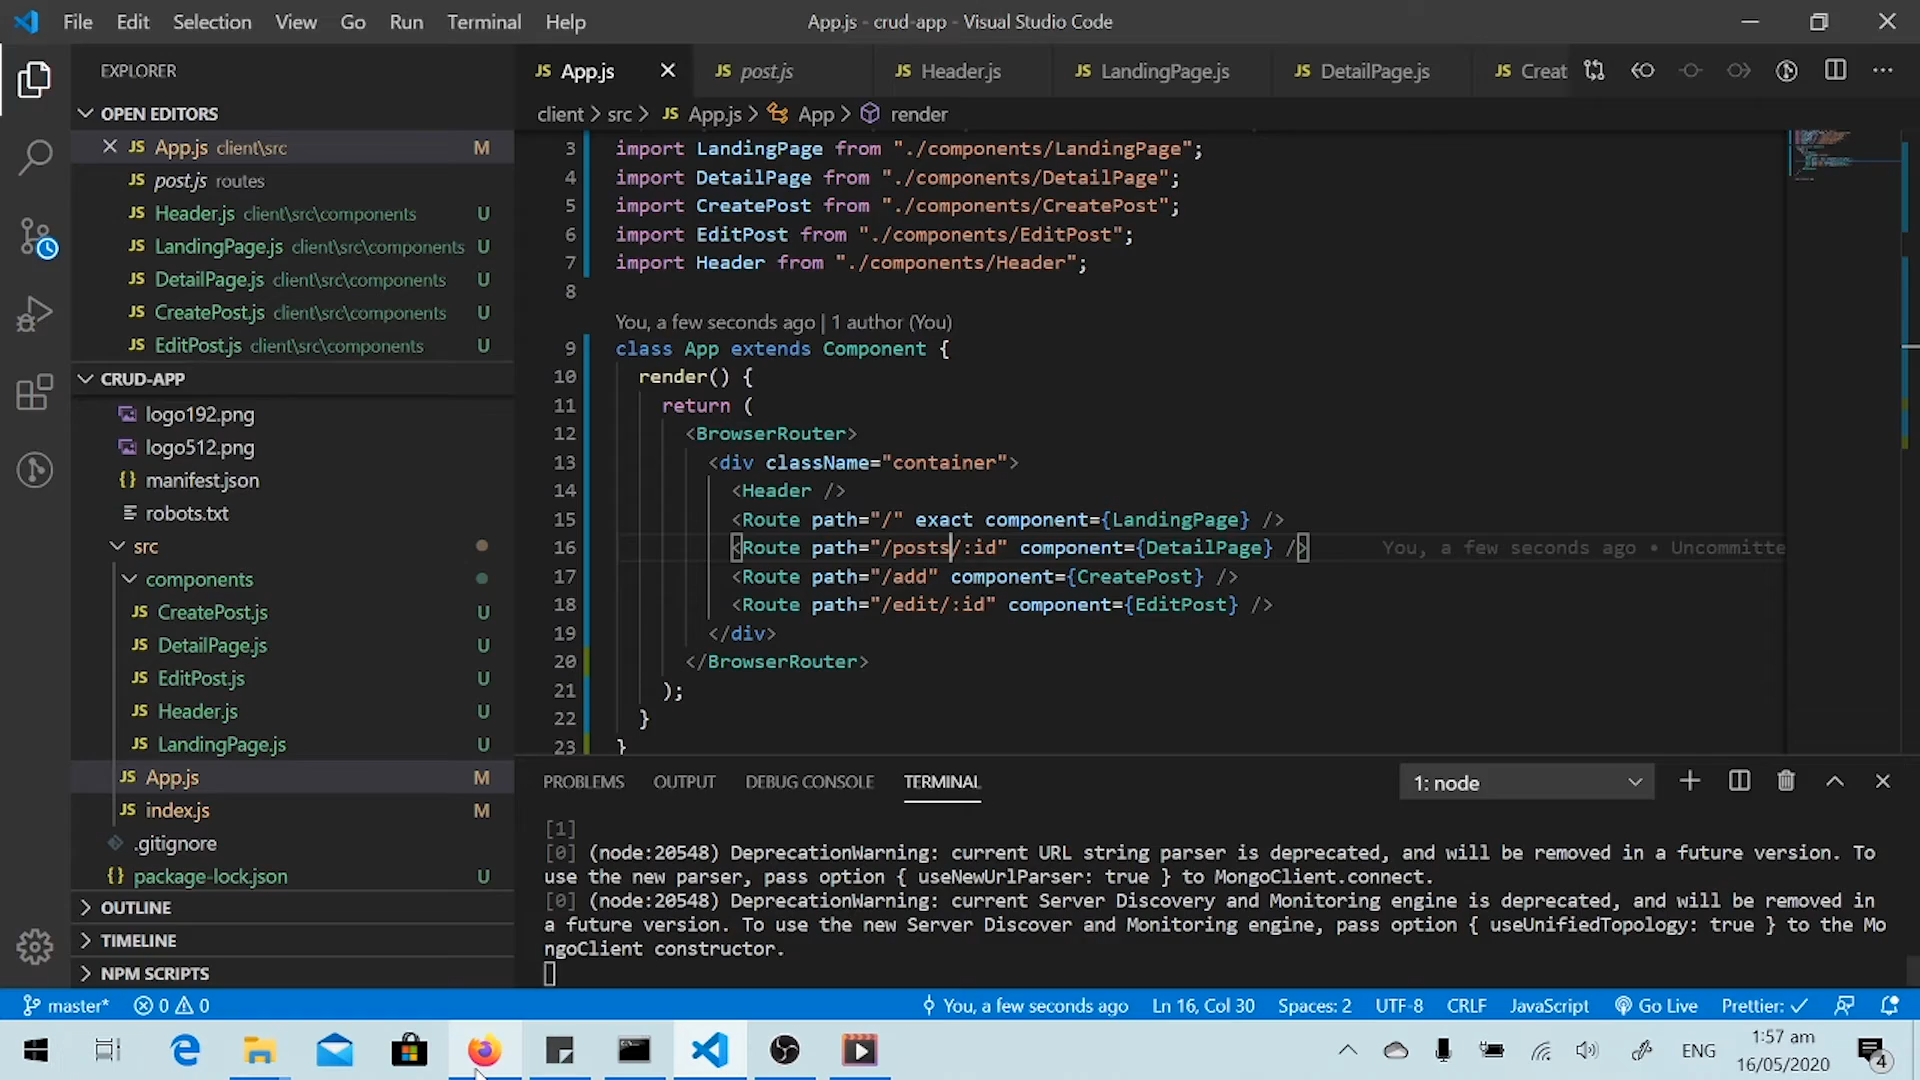 File Edit Selection View Go Run Terminal Help
App.js - crud-app - Visual Studio Code
EXPLORER
OPEN EDITORS
App.js client\src M
post.js routes
Header.js client\src\components U
LandingPage.js client\src\components U
DetailPage.js client\src\components U
CreatePost.js client\src\components U
EditPost.js client\src\components U
CRUD-APP
logo192.png
logo512.png
{} manifest.json
robots.txt
src
components
JS CreatePost.js U
JS DetailPage.js U
JS EditPost.js U
JS Header.js U
JS LandingPage.js U
JS App.js M
JS index.js M
.gitignore
{} package-lock.json U
OUTLINE
TIMELINE
NPM SCRIPTS
JS App.js JS post.js JS Header.js JS LandingPage.js JS DetailPage.js JS Creat
client > src > JS App.js > App > render
3 import LandingPage from "./components/LandingPage";
4 import DetailPage from "./components/DetailPage";
5 import CreatePost from "./components/CreatePost";
6 import EditPost from "./components/EditPost";
7 import Header from "./components/Header";
8
You, a few seconds ago | 1 author (You)
9 class App extends Component {
10 render() {
11 return (
12 <BrowserRouter>
13 <div className="container">
14 <Header />
15 <Route path="/" exact component={LandingPage} />
16 <Route path="/posts/:id" component={DetailPage} /> You, a few seconds ago • Uncommitte
17 <Route path="/add" component={CreatePost} />
18 <Route path="/edit/:id" component={EditPost} />
19 </div>
20 </BrowserRouter>
21 );
22 }
23 }
PROBLEMS OUTPUT DEBUG CONSOLE TERMINAL
1: node
[1]
[0] (node:20548) DeprecationWarning: current URL string parser is deprecated, and will be removed in a future version. To
use the new parser, pass option { useNewUrlParser: true } to MongoClient.connect.
[0] (node:20548) DeprecationWarning: current Server Discovery and Monitoring engine is deprecated, and will be removed in
a future version. To use the new Server Discover and Monitoring engine, pass option { useUnifiedTopology: true } to the Mo
ngoClient constructor.
master* 0 0 You, a few seconds ago Ln 16, Col 30 Spaces: 2 UTF-8 CRLF JavaScript Go Live Prettier: ✓
ENG
1:57 am
16/05/2020
4